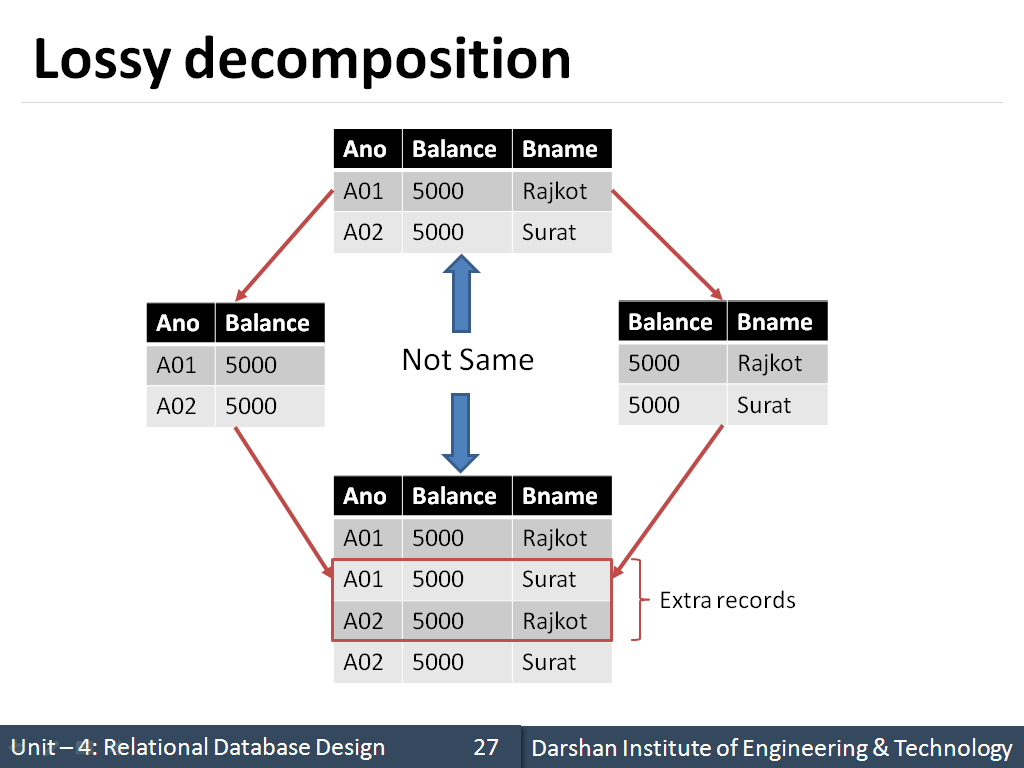 Lossy decomposition
Ano Balance Bname
A01 5000 Rajkot
A02 5000 Surat
Ano Balance
A01 5000
A02 5000
Not Same
Balance Bname
5000 Rajkot
5000 Surat
Ano Balance Bname
A01 5000 Rajkot
A01 5000 Surat
A02 5000 Rajkot
A02 5000 Surat
Extra records
Unit – 4: Relational Database Design 27 Darshan Institute of Engineering & Technology